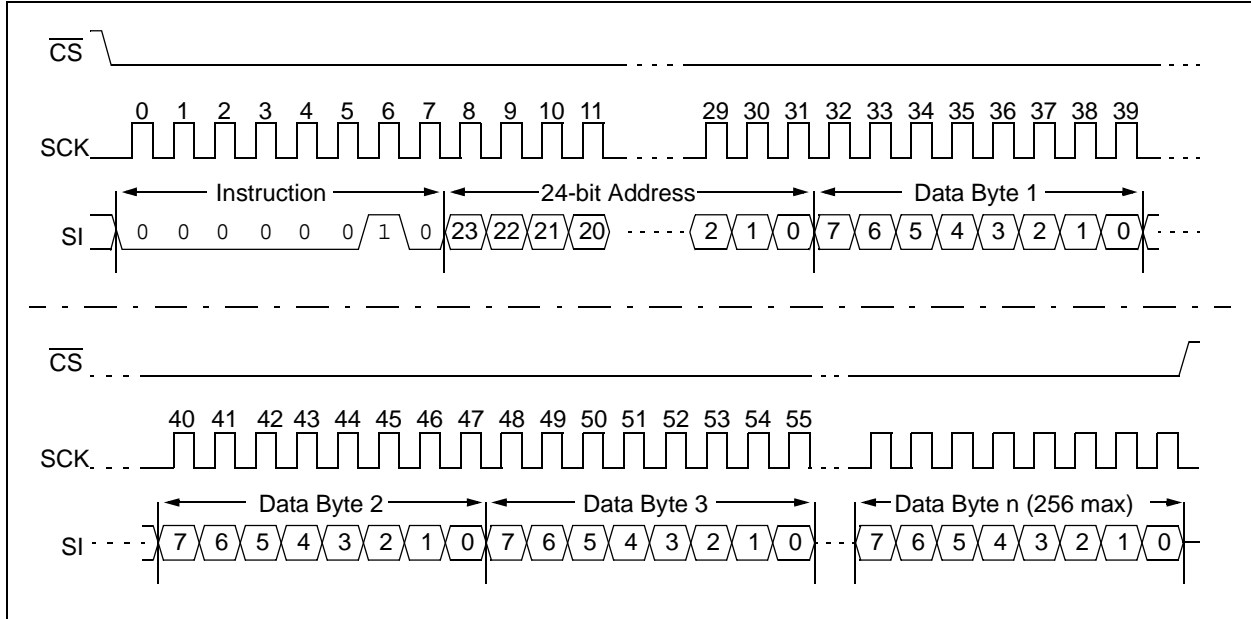 CS
0 1 2 3 4 5 6 7 8 9 10 11 29 30 31 32 33 34 35 36 37 38 39
SCK
Instruction 24-bit Address Data Byte 1
SI 0 0 0 0 0 0 1 0 23 22 21 20 2 1 0 7 6 5 4 3 2 1 0
CS
40 41 42 43 44 45 46 47 48 49 50 51 52 53 54 55
SCK
Data Byte 2 Data Byte 3 Data Byte n (256 max)
SI 7 6 5 4 3 2 1 0 7 6 5 4 3 2 1 0 7 6 5 4 3 2 1 0